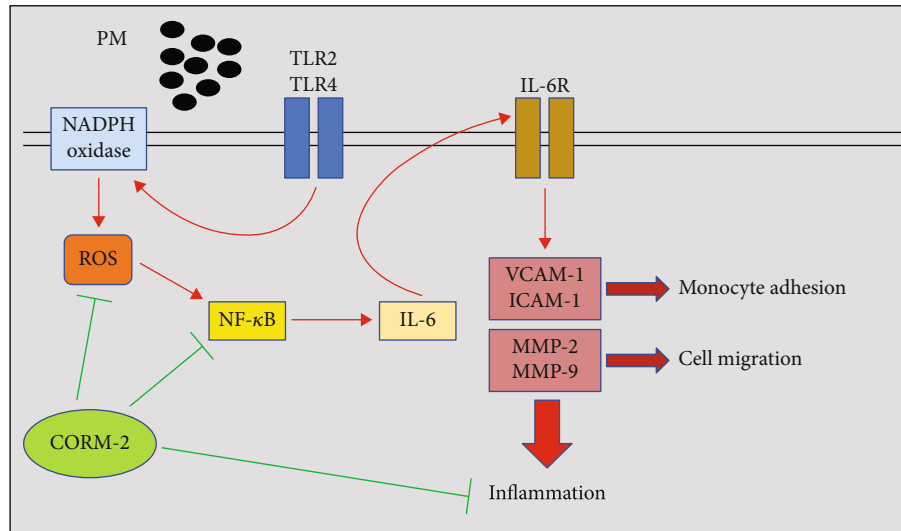 PM
TLR2
TLR4
IL-6R
NADPH
oxidase
ROS
NF-κB
IL-6
VCAM-1
ICAM-1
Monocyte adhesion
MMP-2
MMP-9
Cell migration
CORM-2
Inflammation